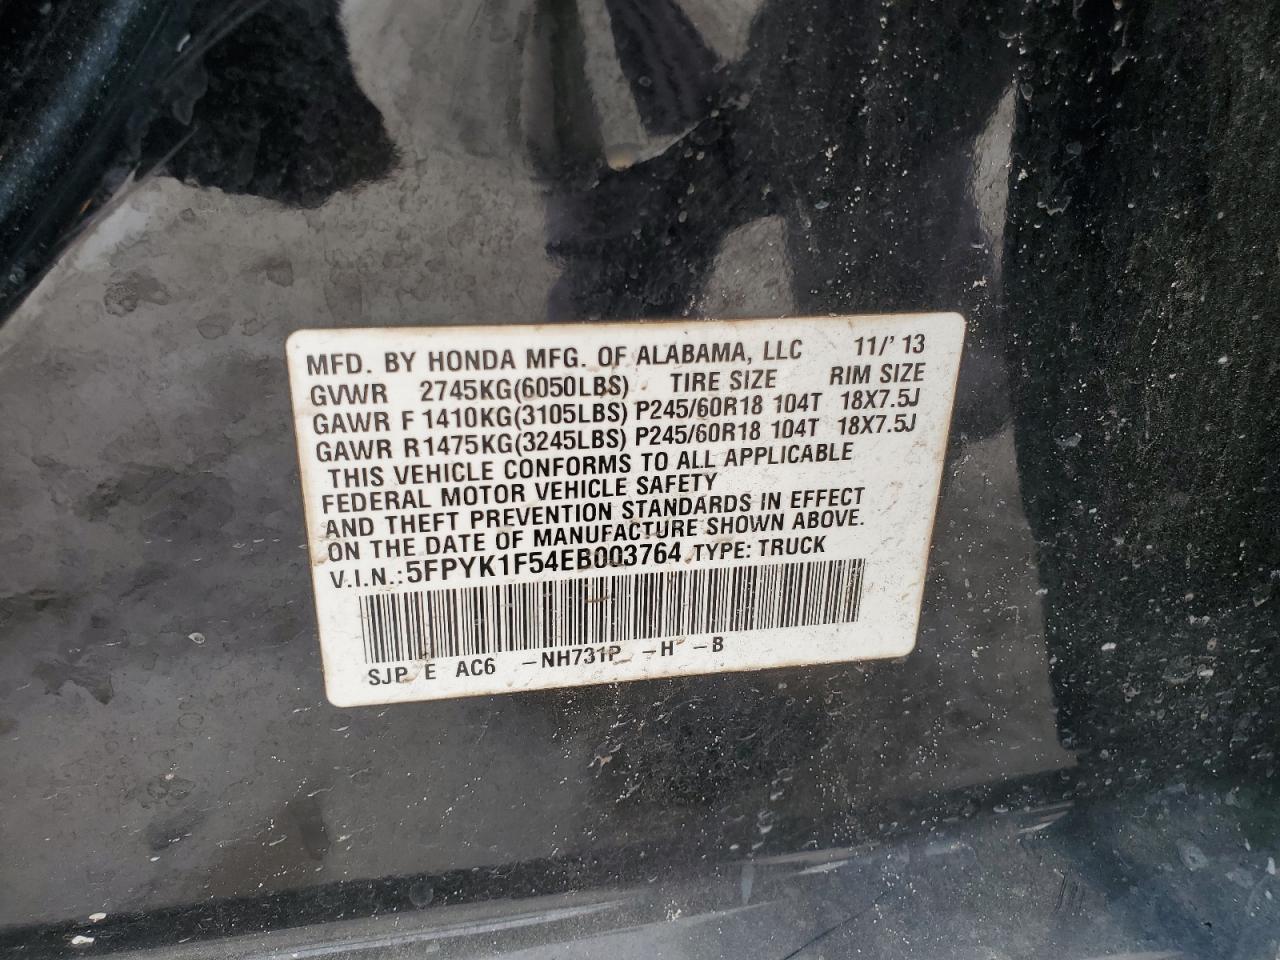 MFD. BY HONDA MFG. OF ALABAMA, LLC 11/'13
GVWR 2745KG(6050LBS) TIRE SIZE RIM SIZE
GAWR F 1410KG(3105LBS) P245/60R18 104T 18X7.5J
GAWR R1475KG(3245LBS) P245/60R18 104T 18X7.5J
THIS VEHICLE CONFORMS TO ALL APPLICABLE
FEDERAL MOTOR VEHICLE SAFETY
AND THEFT PREVENTION STANDARDS IN EFFECT
ON THE DATE OF MANUFACTURE SHOWN ABOVE.
V.I.N.:5FPYK1F54EB003764 TYPE: TRUCK
SJP E AC6 -NH731P -H -B